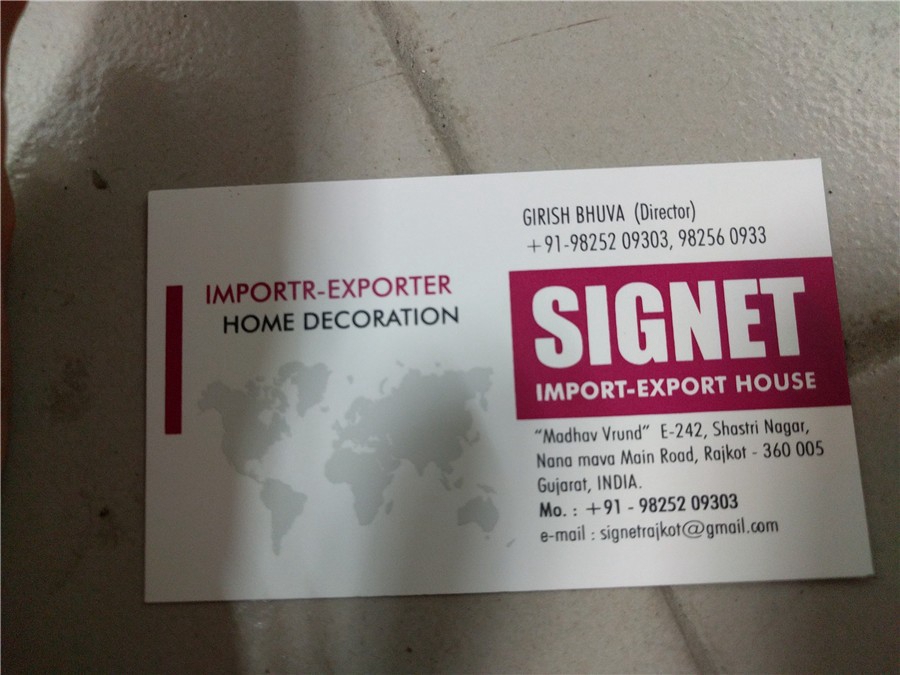 GIRISH BHUVA (Director)
+91-98252 09303, 98256 0933
IMPORTR-EXPORTER
HOME DECORATION
SIGNET
IMPORT-EXPORT HOUSE
"Madhav Vrund" E-242, Shastri Nagar,
Nana mava Main Road, Rajkot - 360 005
Gujarat, INDIA.
Mo. : +91 - 98252 09303
e-mail : signetrajkot@gmail.com